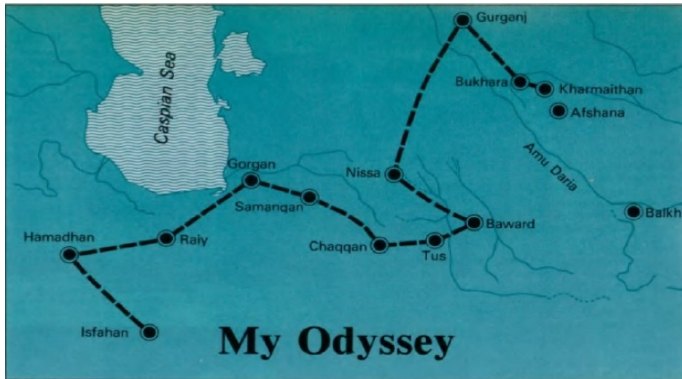 Gurganj
Bukhara
Kharmaithan
Afshana
Caspian Sea
Amu Daria
Gorgan
Nissa
Samanqan
Balkh
Hamadhan
Raiy
Chaqqan
Tus
Baward
Isfahan
My Odyssey